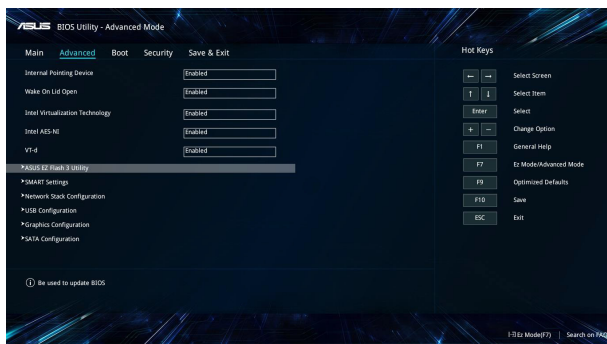 ASUS BIOS Utility - Advanced Mode
Main Advanced Boot Security Save & Exit
Internal Pointing Device Enabled
Wake On Lid Open Enabled
Intel Virtualization Technology Enabled
Intel AES-NI Enabled
VT-d Enabled
ASUS EZ Flash 3 Utility
SMART Settings
Network Stack Configuration
USB Configuration
Graphics Configuration
SATA Configuration
Be used to update BIOS
Hot Keys
← → Select Screen
↑ ↓ Select Item
Enter Select
+ − Change Option
F1 General Help
F7 Ez Mode/Advanced Mode
F9 Optimized Defaults
F10 Save
ESC Exit
Ez Mode(F7) | Search on FAQ